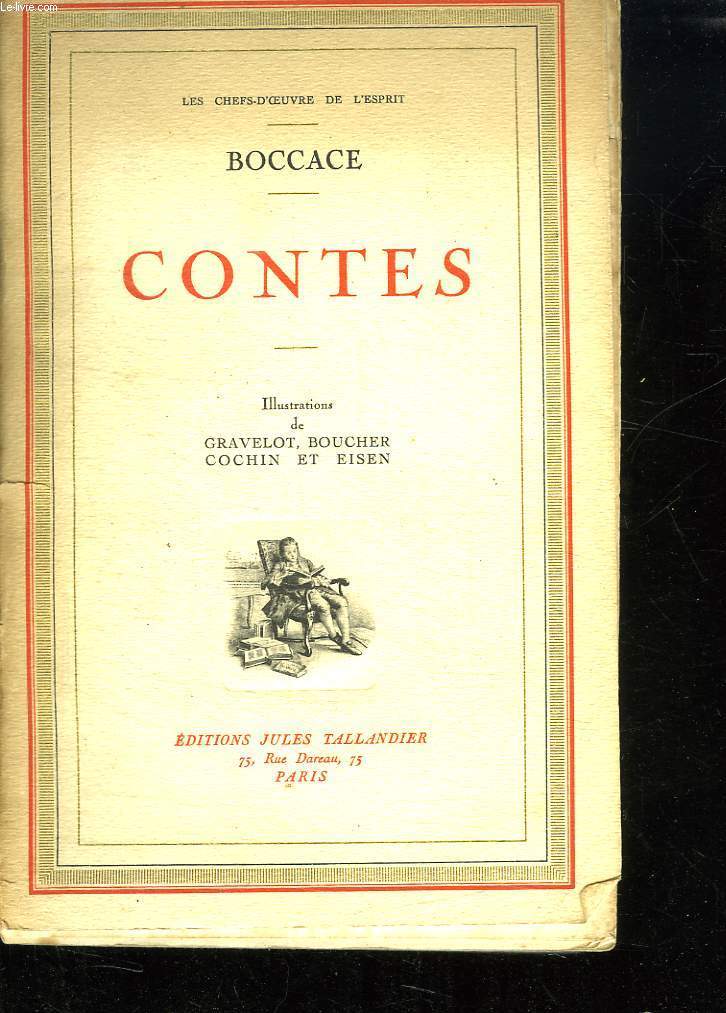 Le-livre.com
LES CHEFS-D'ŒUVRE DE L'ESPRIT
BOCCACE
CONTES
Illustrations
de
GRAVELOT, BOUCHER
COCHIN ET EISEN
ÉDITIONS JULES TALLANDIER
75, Rue Dareau, 75
PARIS